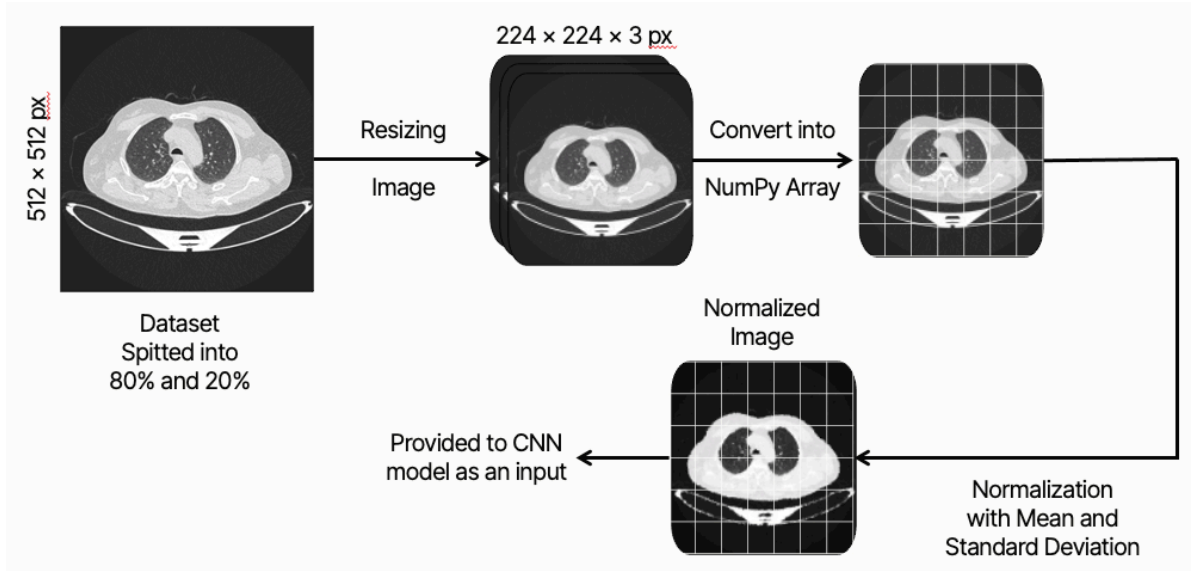 512 × 512 px
Dataset
Spitted into
80% and 20%
Resizing
Image
224 × 224 × 3 px
Convert into
NumPy Array
Normalization
with Mean and
Standard Deviation
Normalized
Image
Provided to CNN
model as an input